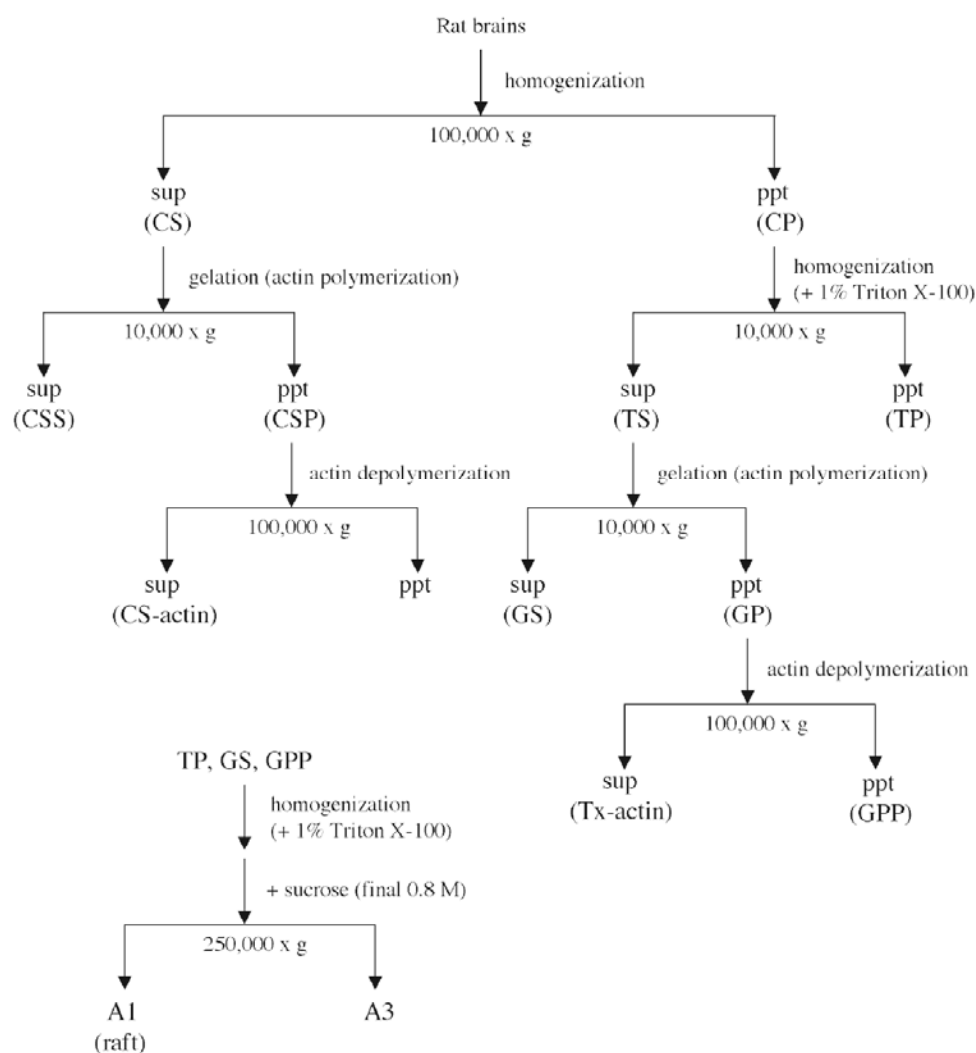 Rat brains
homogenization
100,000 x g
sup
(CS)
ppt
(CP)
gelation (actin polymerization)
homogenization
(+ 1% Triton X-100)
10,000 x g
10,000 x g
sup
(CSS)
ppt
(CSP)
sup
(TS)
ppt
(TP)
actin depolymerization
gelation (actin polymerization)
100,000 x g
10,000 x g
sup
(CS-actin)
ppt
sup
(GS)
ppt
(GP)
actin depolymerization
100,000 x g
sup
(Tx-actin)
ppt
(GPP)
TP, GS, GPP
homogenization
(+ 1% Triton X-100)
+ sucrose (final 0.8 M)
250,000 x g
A1
(raft)
A3